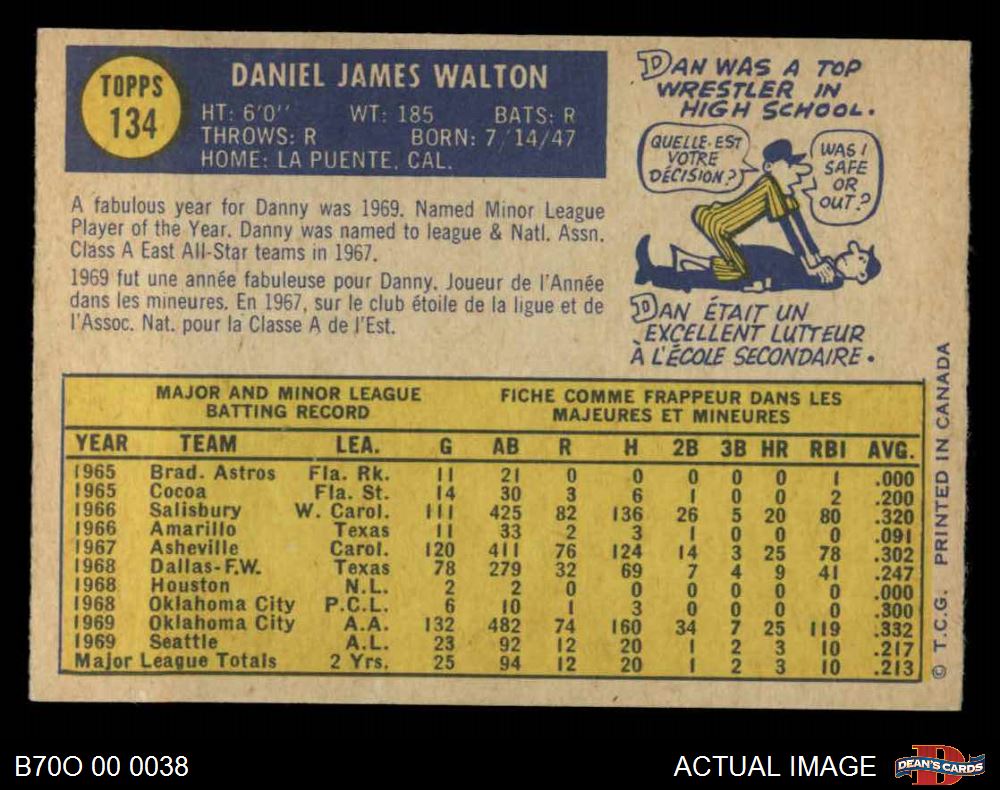 TOPPS
134
DANIEL JAMES WALTON
HT: 6'0'' WT: 185 BATS: R
THROWS: R BORN: 7/14/47
HOME: LA PUENTE, CAL.
A fabulous year for Danny was 1969. Named Minor League
Player of the Year. Danny was named to league & Natl. Assn.
Class A East All-Star teams in 1967.
1969 fut une année fabuleuse pour Danny. Joueur de l'Année
dans les mineures. En 1967, sur le club étoile de la ligue et de
l'Assoc. Nat. pour la Classe A de l'Est.
DAN WAS A TOP
WRESTLER IN
HIGH SCHOOL.
QUELLE EST
VOTRE
DÉCISION?
WAS I
SAFE
OR
OUT?
DAN ÉTAIT UN
EXCELLENT LUTTEUR
À L'ÉCOLE SECONDAIRE.
MAJOR AND MINOR LEAGUE
BATTING RECORD
FICHE COMME FRAPPEUR DANS LES
MAJEURES ET MINEURES
YEAR TEAM LEA. G AB R H 2B 3B HR RBI AVG.
1965 Brad. Astros Fla. Rk. 11 21 0 0 0 0 0 1 .000
1965 Cocoa Fla. St. 14 30 3 6 1 0 0 2 .200
1966 Salisbury W. Carol. 111 425 82 136 26 5 20 80 .320
1966 Amarillo Texas 11 33 2 3 1 0 0 0 .091
1967 Asheville Carol. 120 411 76 124 14 3 25 78 .302
1968 Dallas-F.W. Texas 78 279 32 69 7 4 9 41 .247
1968 Houston N.L. 2 2 0 0 0 0 0 0 .000
1968 Oklahoma City P.C.L. 6 10 1 3 0 0 0 0 .300
1969 Oklahoma City A.A. 132 482 74 160 34 7 25 119 .332
1969 Seattle A.L. 23 92 12 20 1 2 3 10 .217
Major League Totals 2 Yrs. 25 94 12 20 1 2 3 10 .213
© T.C.G. PRINTED IN CANADA
B70O 00 0038
ACTUAL IMAGE
D
DEAN'S CARDS